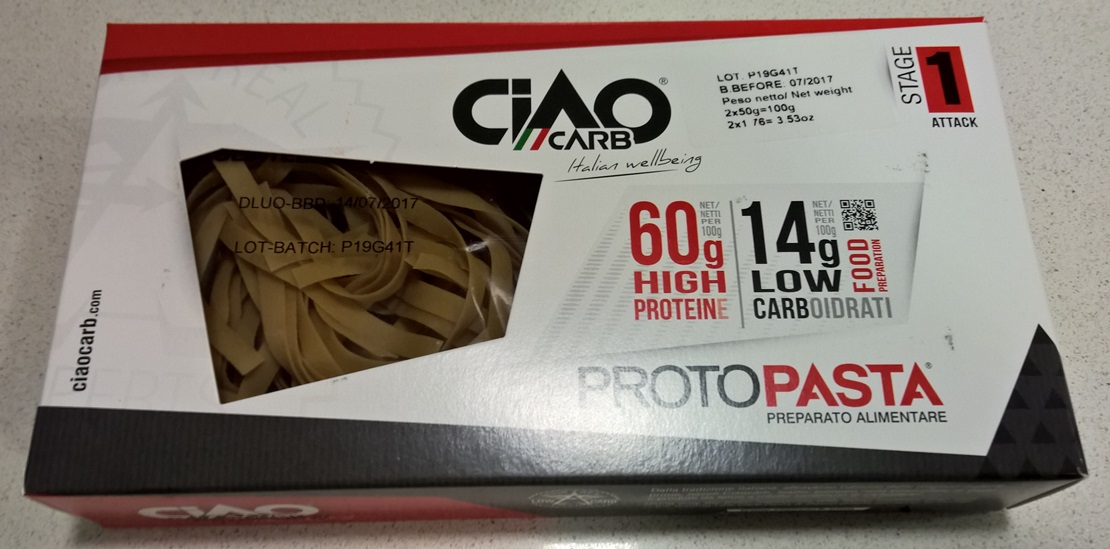 CiAO®
CARB
Italian wellbeing
LOT. P19G41T
B.BEFORE. 07/2017
Peso netto/ Net weight
2x50g=100g
2x1 76= 3.53oz
STAGE
1
ATTACK
DLUO-BBD: 14/07/2017
LOT-BATCH: P19G41T
60g
NET/
NETTI
PER
100g
HIGH
PROTEINE
14g
NET/
NETTI
PER
100g
LOW
CARBOIDRATI
FOOD
PREPARATION
ciaocarb.com
PROTOPASTA®
PREPARATO ALIMENTARE
CiAO